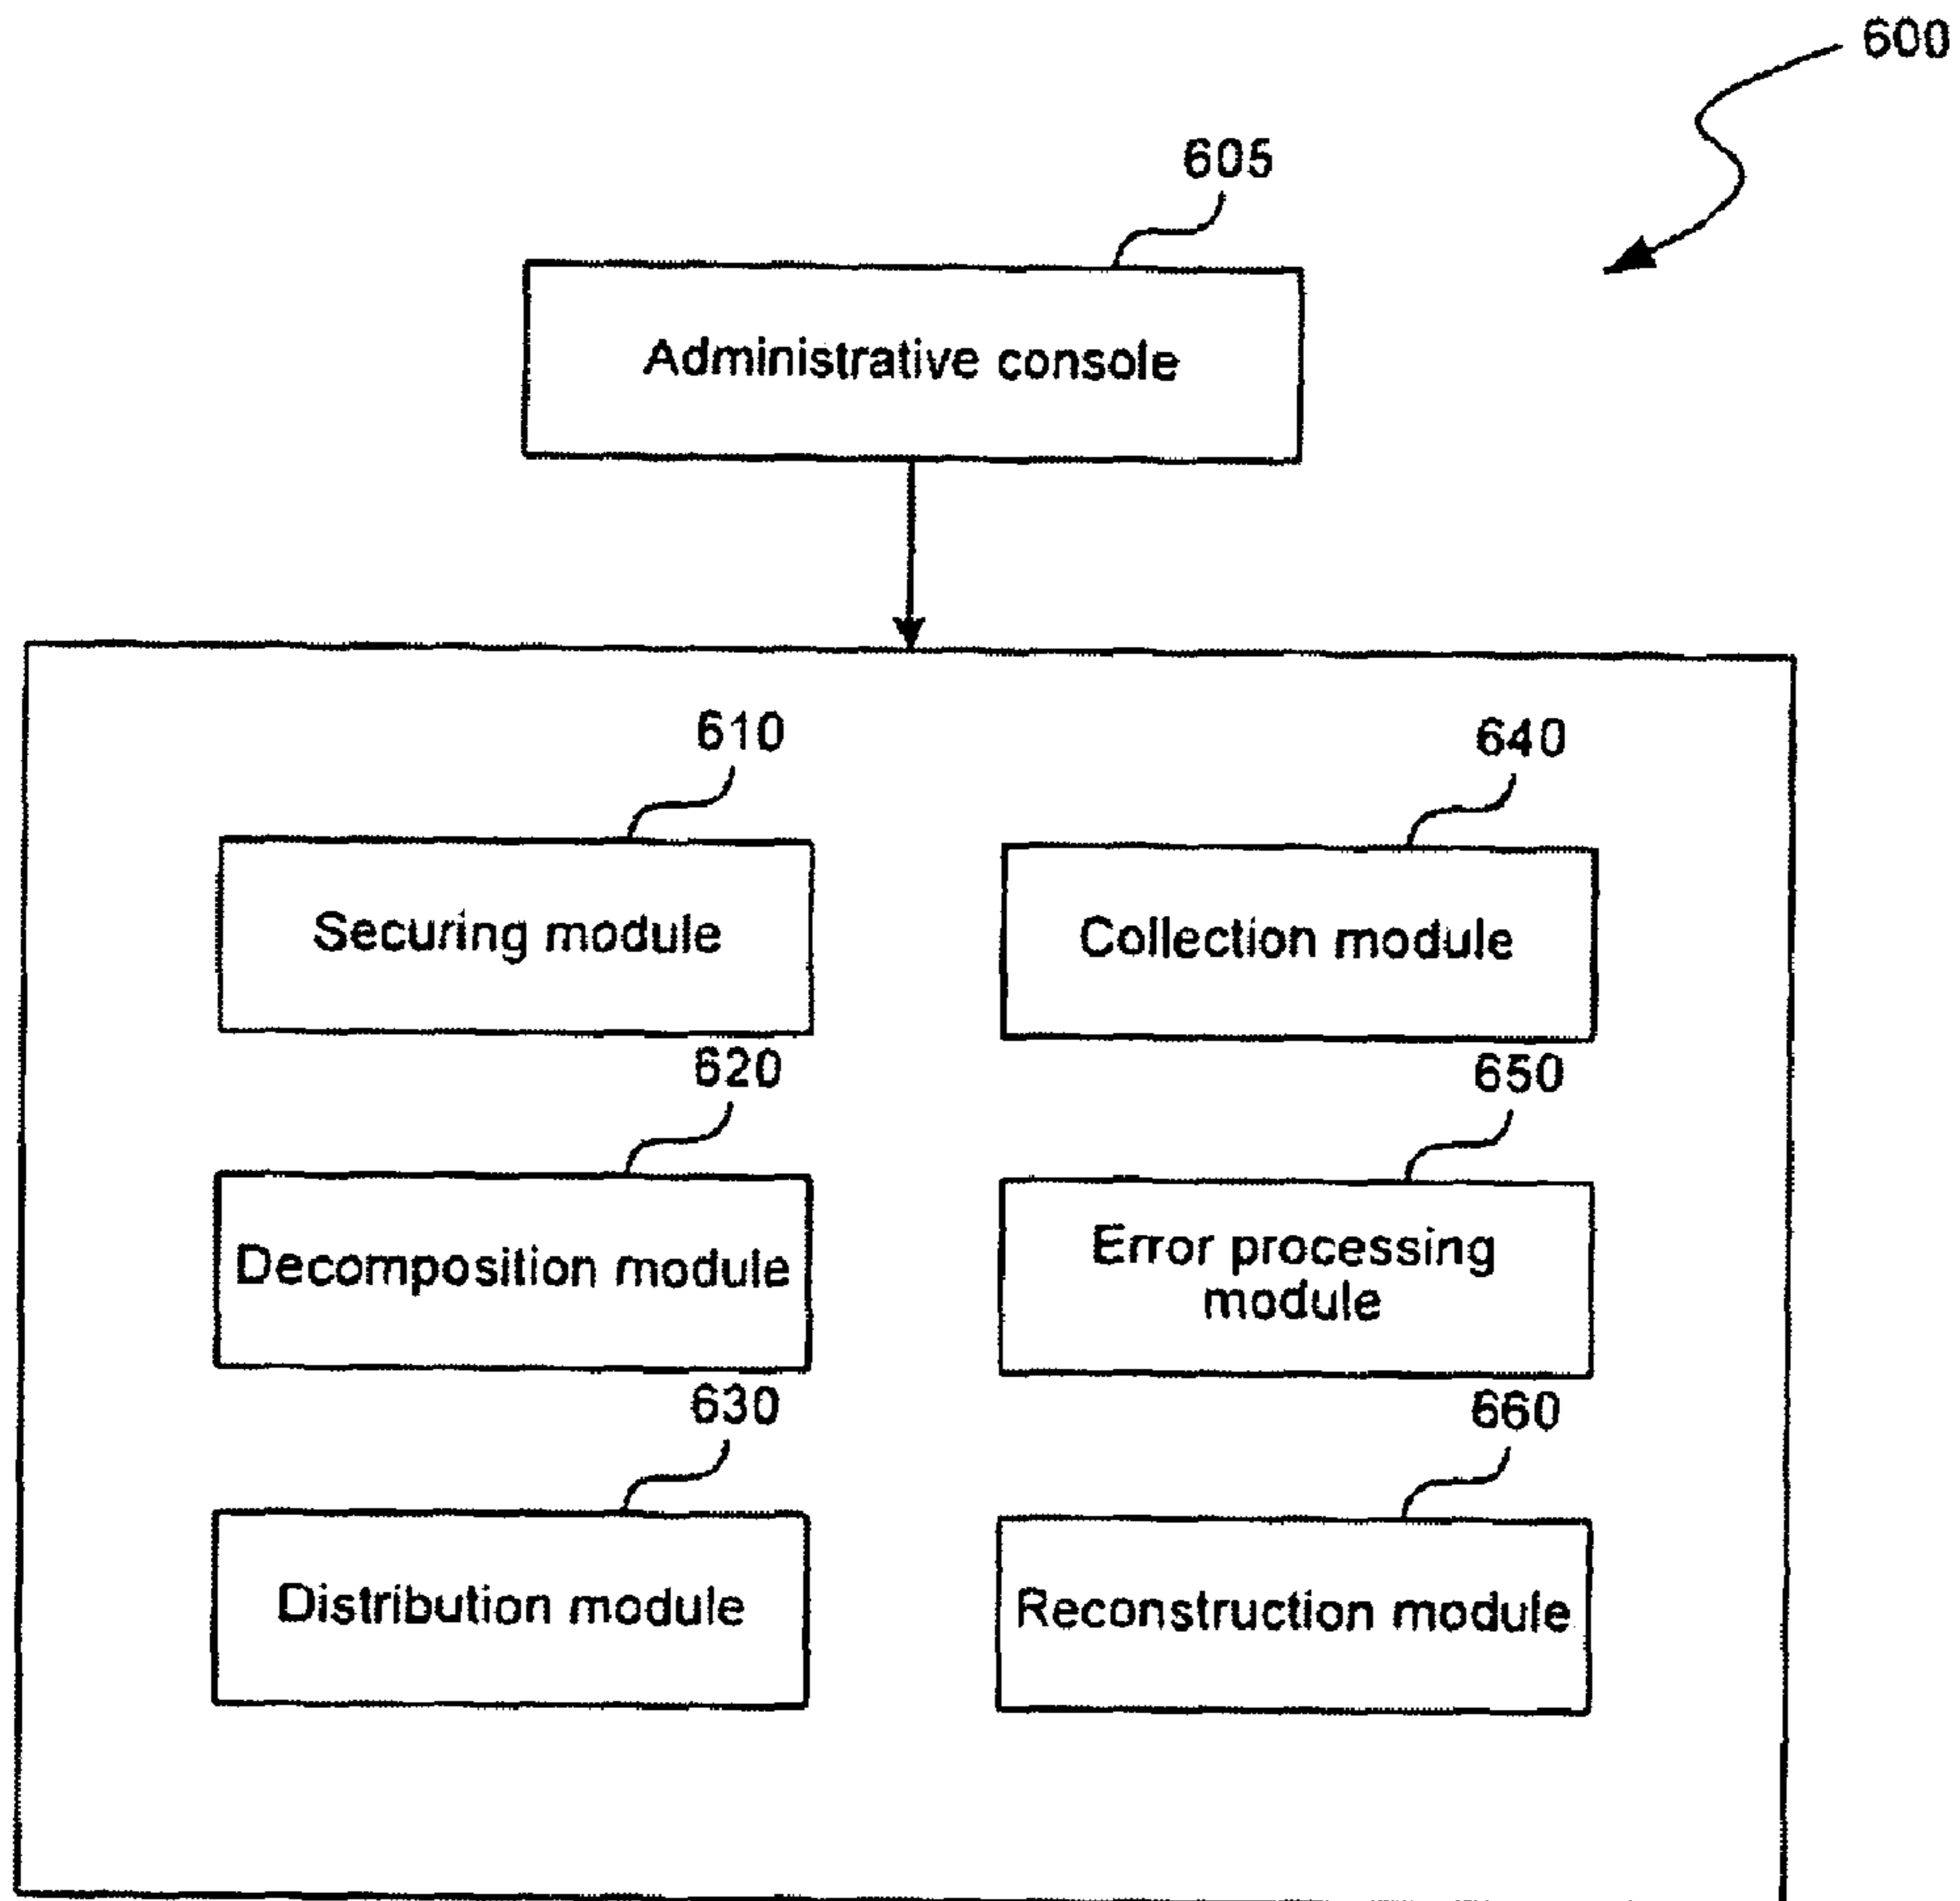 600
605
Administrative console
610
640
Securing module
Collection module
620
650
Decomposition module
Error processing
module
630
660
Distribution module
Reconstruction module